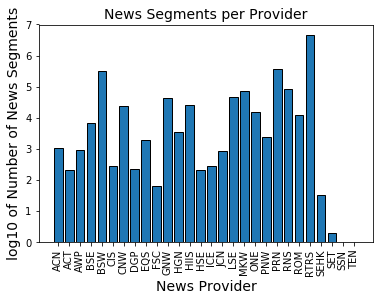 News Segments per Provider
log10 of Number of News Segments
7
6
5
4
3
2
1
0
ACN
ACT
AWP
BSE
BSW
CIS
CNW
DGP
EQS
FSC
GNW
HGN
HIIS
HSE
ICE
JCN
LSE
MKW
ONE
PNW
PRN
RNS
ROM
RTRS
SEHK
SET
SSN
TEN
News Provider